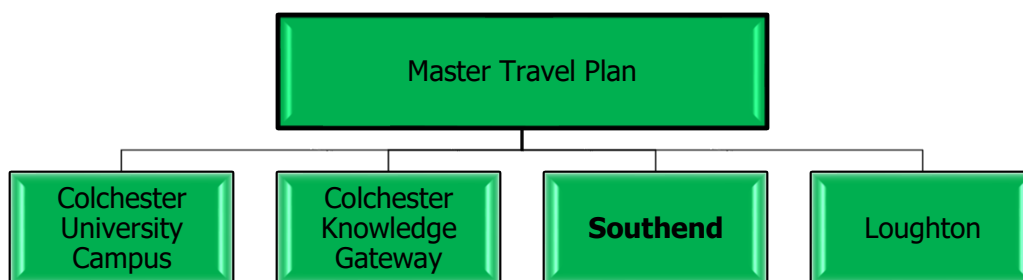 Master Travel Plan
Colchester
University
Campus
Colchester
Knowledge
Gateway
Southend
Loughton